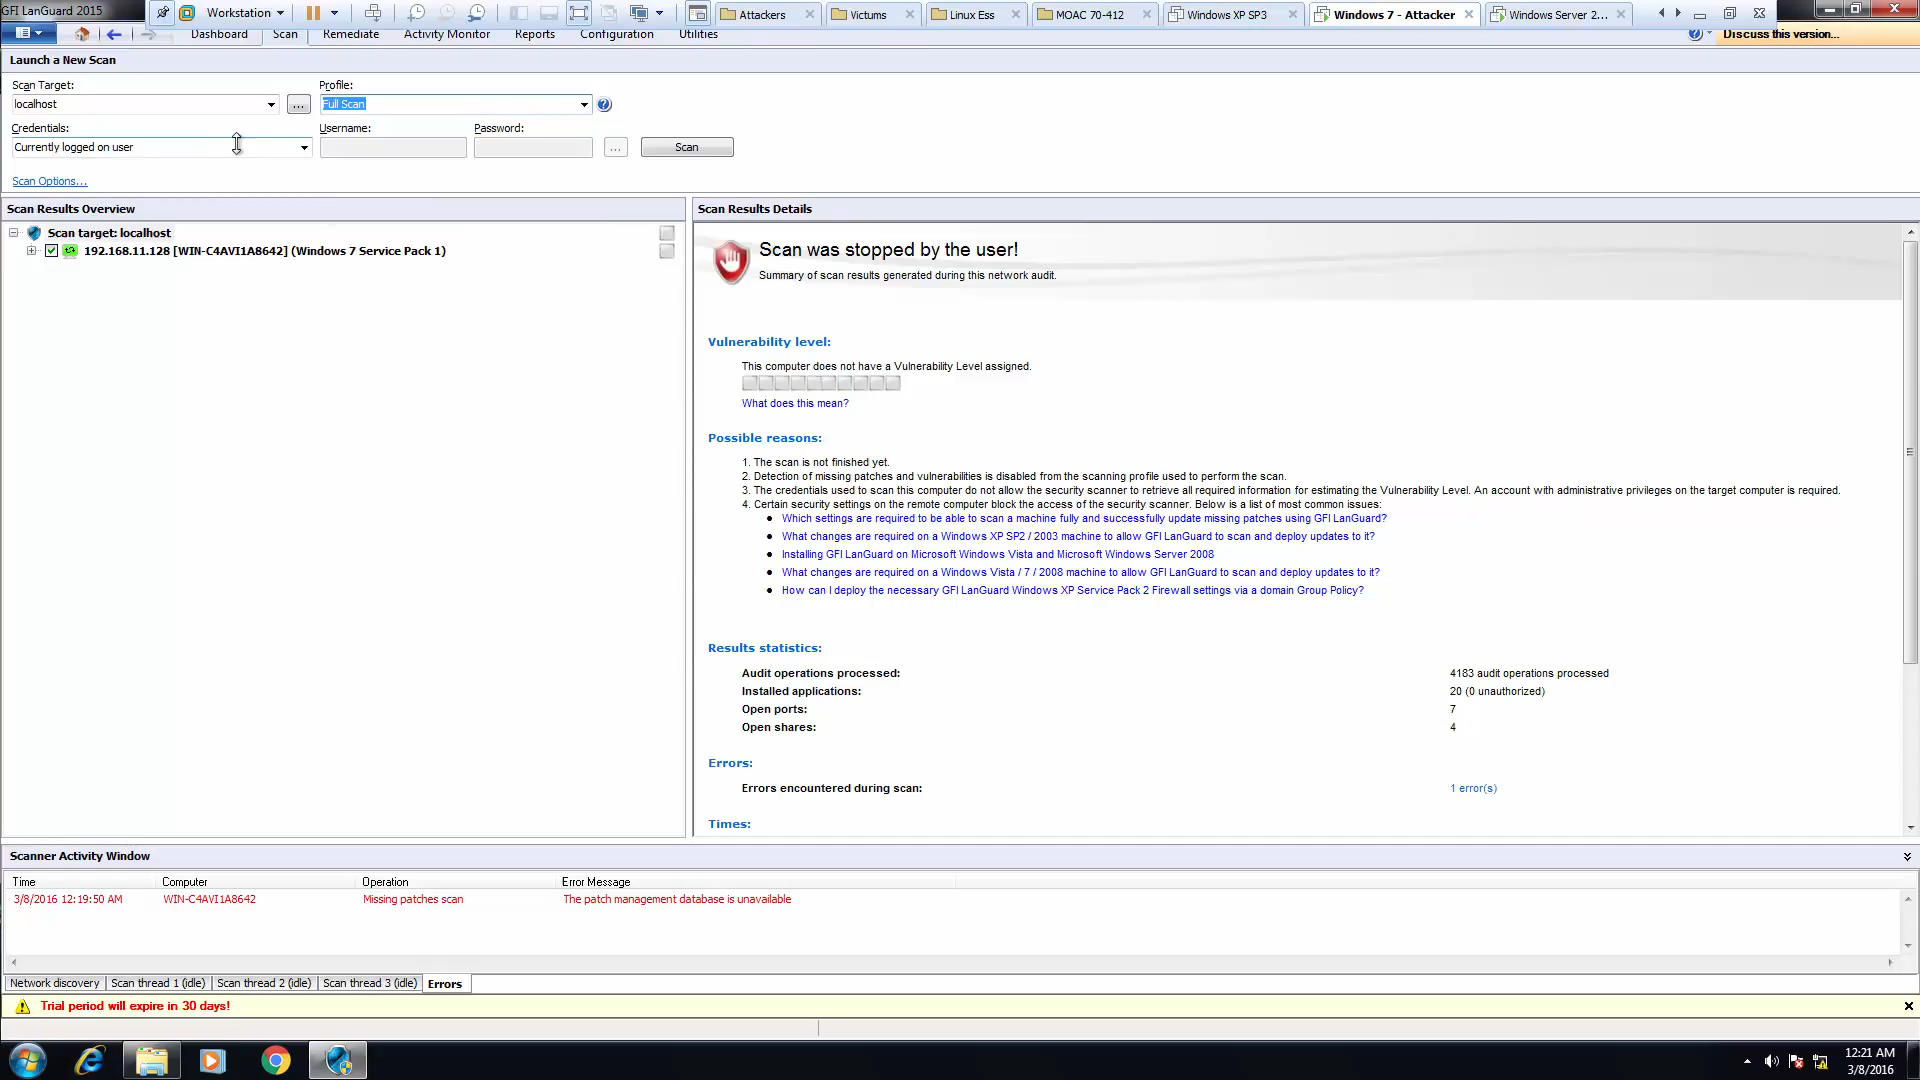 GFI LanGuard 2015
Workstation
Attackers
Victums
Linux Ess
MOAC 70-412
Windows XP SP3
Windows 7 - Attacker
Windows Server 2...
Dashboard
Scan
Remediate
Activity Monitor
Reports
Configuration
Utilities
Discuss this version...
Launch a New Scan
Scan Target:
Profile:
localhost
...
Full Scan
Credentials:
Username:
Password:
Currently logged on user
...
Scan
Scan Options...
Scan Results Overview
Scan target: localhost
192.168.11.128 [WIN-C4AVI1A8642] (Windows 7 Service Pack 1)
Scan Results Details
Scan was stopped by the user!
Summary of scan results generated during this network audit.
Vulnerability level:
This computer does not have a Vulnerability Level assigned.
What does this mean?
Possible reasons:
1. The scan is not finished yet.
2. Detection of missing patches and vulnerabilities is disabled from the scanning profile used to perform the scan.
3. The credentials used to scan this computer do not allow the security scanner to retrieve all required information for estimating the Vulnerability Level. An account with administrative privileges on the target computer is required.
4. Certain security settings on the remote computer block the access of the security scanner. Below is a list of most common issues:
• Which settings are required to be able to scan a machine fully and successfully update missing patches using GFI LanGuard?
• What changes are required on a Windows XP SP2 / 2003 machine to allow GFI LanGuard to scan and deploy updates to it?
• Installing GFI LanGuard on Microsoft Windows Vista and Microsoft Windows Server 2008
• What changes are required on a Windows Vista / 7 / 2008 machine to allow GFI LanGuard to scan and deploy updates to it?
• How can I deploy the necessary GFI LanGuard Windows XP Service Pack 2 Firewall settings via a domain Group Policy?
Results statistics:
Audit operations processed: 4183 audit operations processed
Installed applications: 20 (0 unauthorized)
Open ports: 7
Open shares: 4
Errors:
Errors encountered during scan: 1 error(s)
Times:
Scanner Activity Window
Time Computer Operation Error Message
3/8/2016 12:19:50 AM WIN-C4AVI1A8642 Missing patches scan The patch management database is unavailable
Network discovery
Scan thread 1 (idle)
Scan thread 2 (idle)
Scan thread 3 (idle)
Errors
Trial period will expire in 30 days!
12:21 AM
3/8/2016